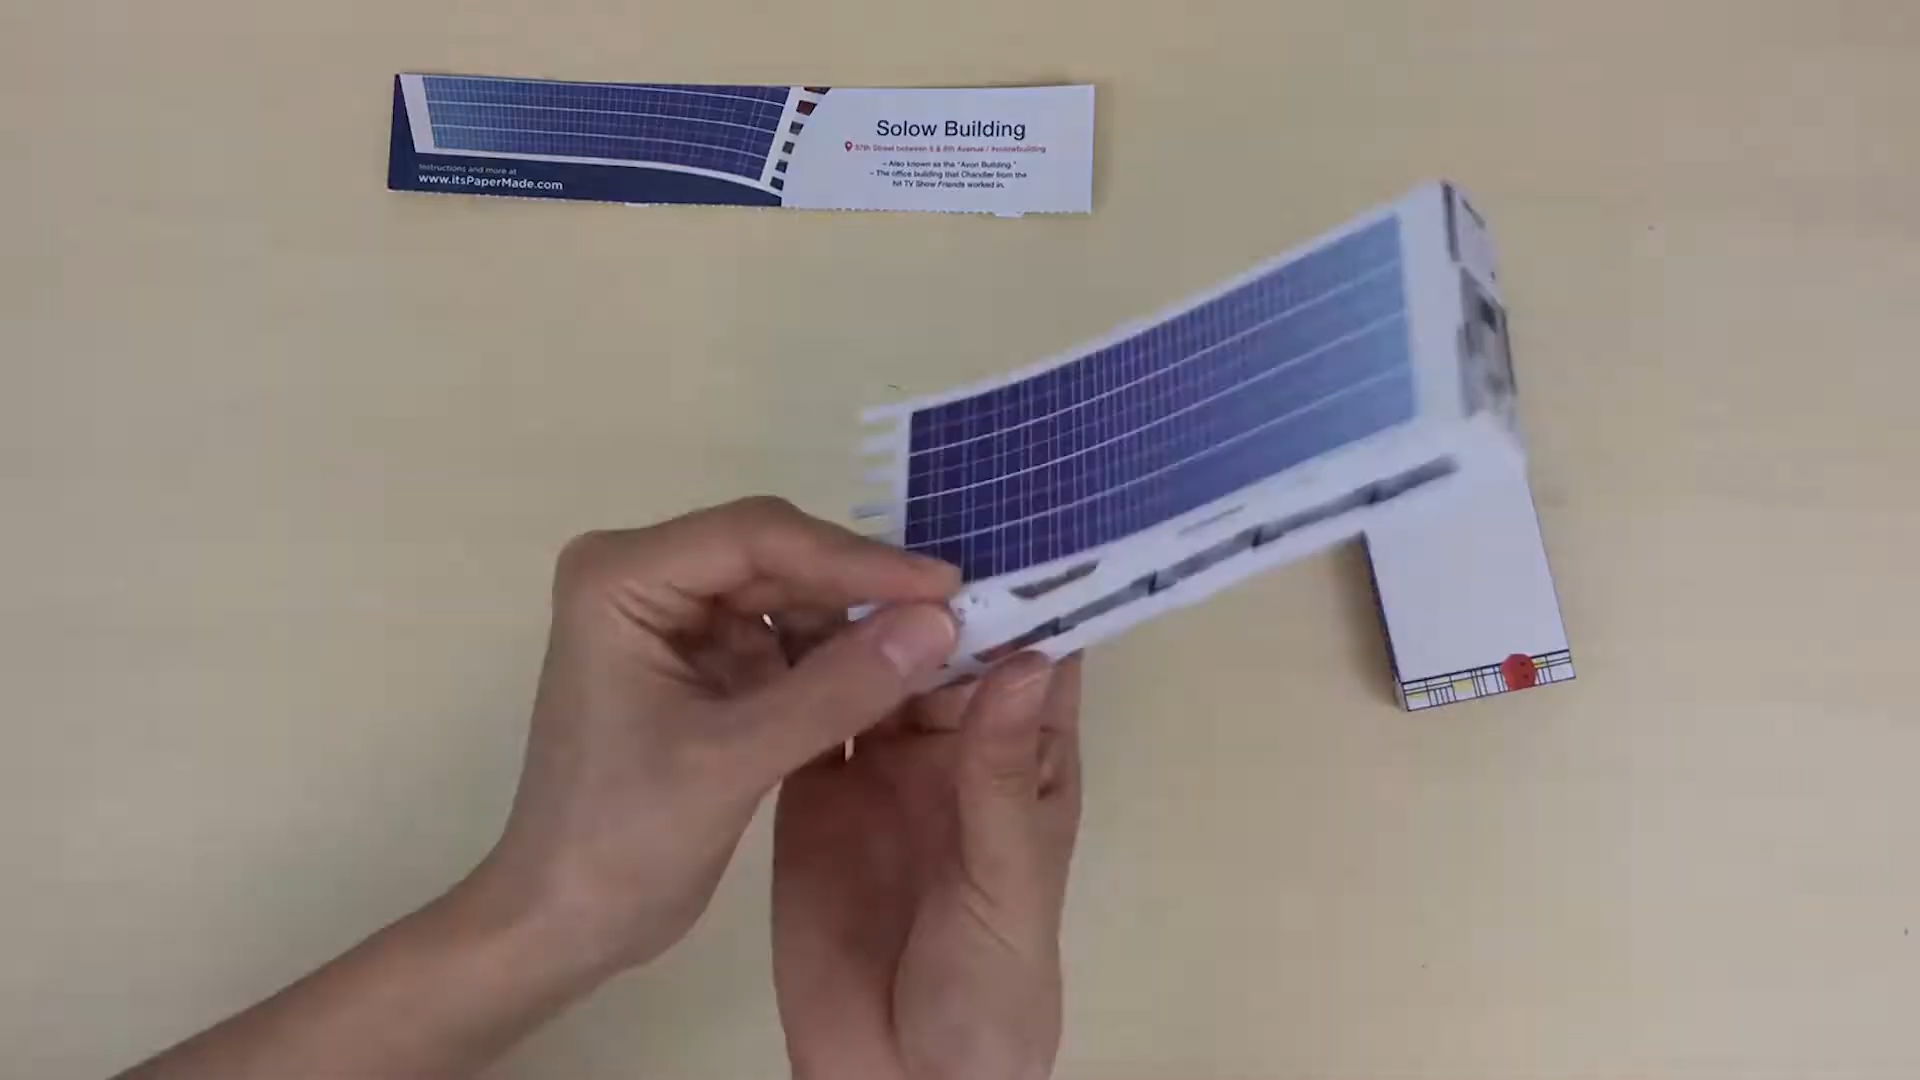 Solow Building
57th Street between 5 & 6th Avenue / #solowbuilding
– Also known as the "Avon Building."
– The office building that Chandler from the
hit TV Show Friends worked in.
Instructions and more at
www.itsPaperMade.com